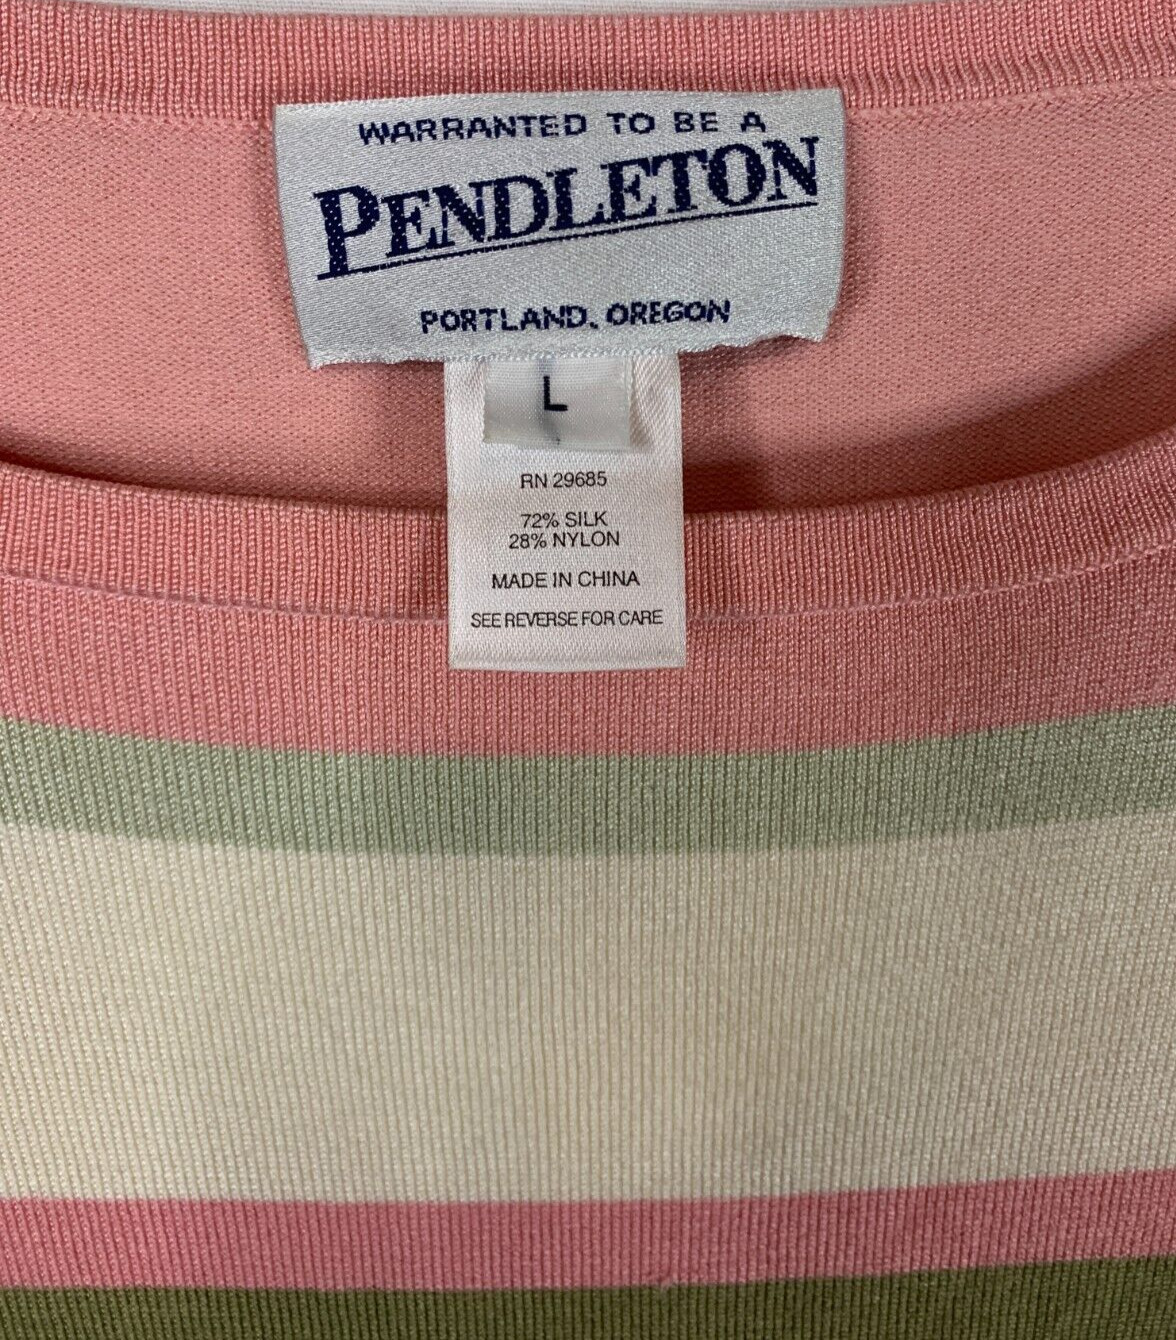 WARRANTED TO BE A
PENDLETON
PORTLAND, OREGON
L
RN 29685
72% SILK
28% NYLON
MADE IN CHINA
SEE REVERSE FOR CARE